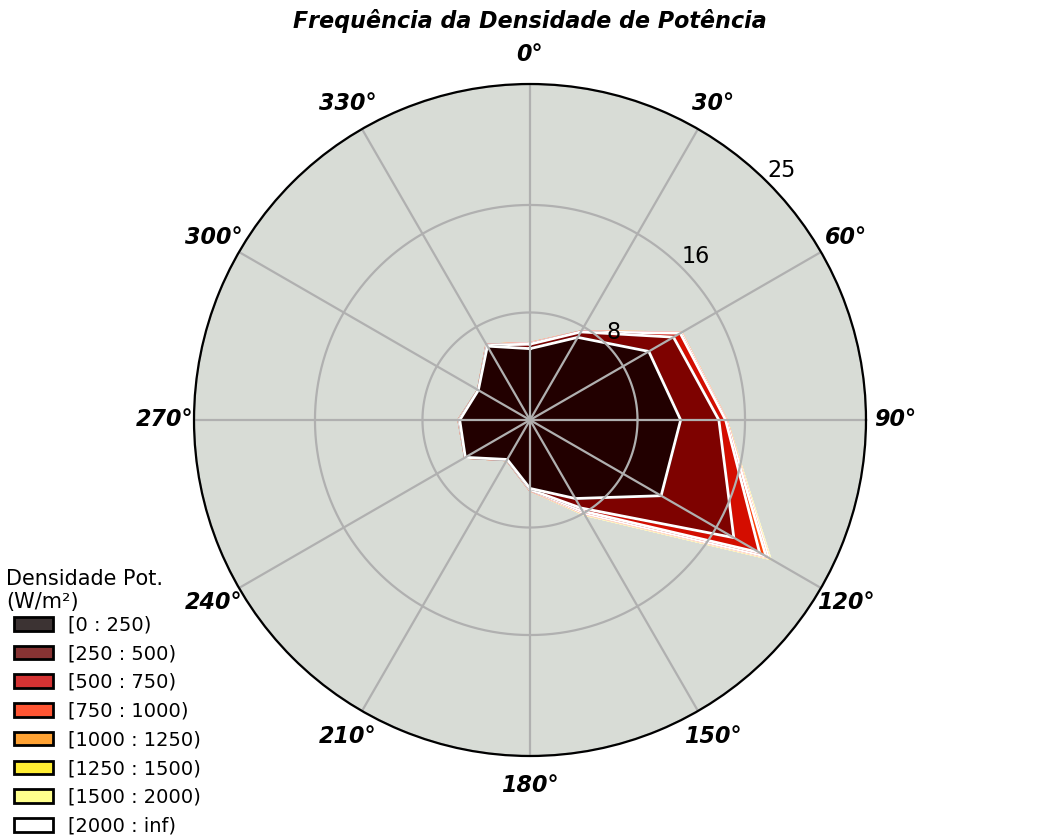 Frequência da Densidade de Potência
0°
330°
30°
25
300°
60°
16
8
270°
90°
240°
120°
210°
150°
180°
Densidade Pot.
(W/m²)
[0 : 250)
[250 : 500)
[500 : 750)
[750 : 1000)
[1000 : 1250)
[1250 : 1500)
[1500 : 2000)
[2000 : inf)